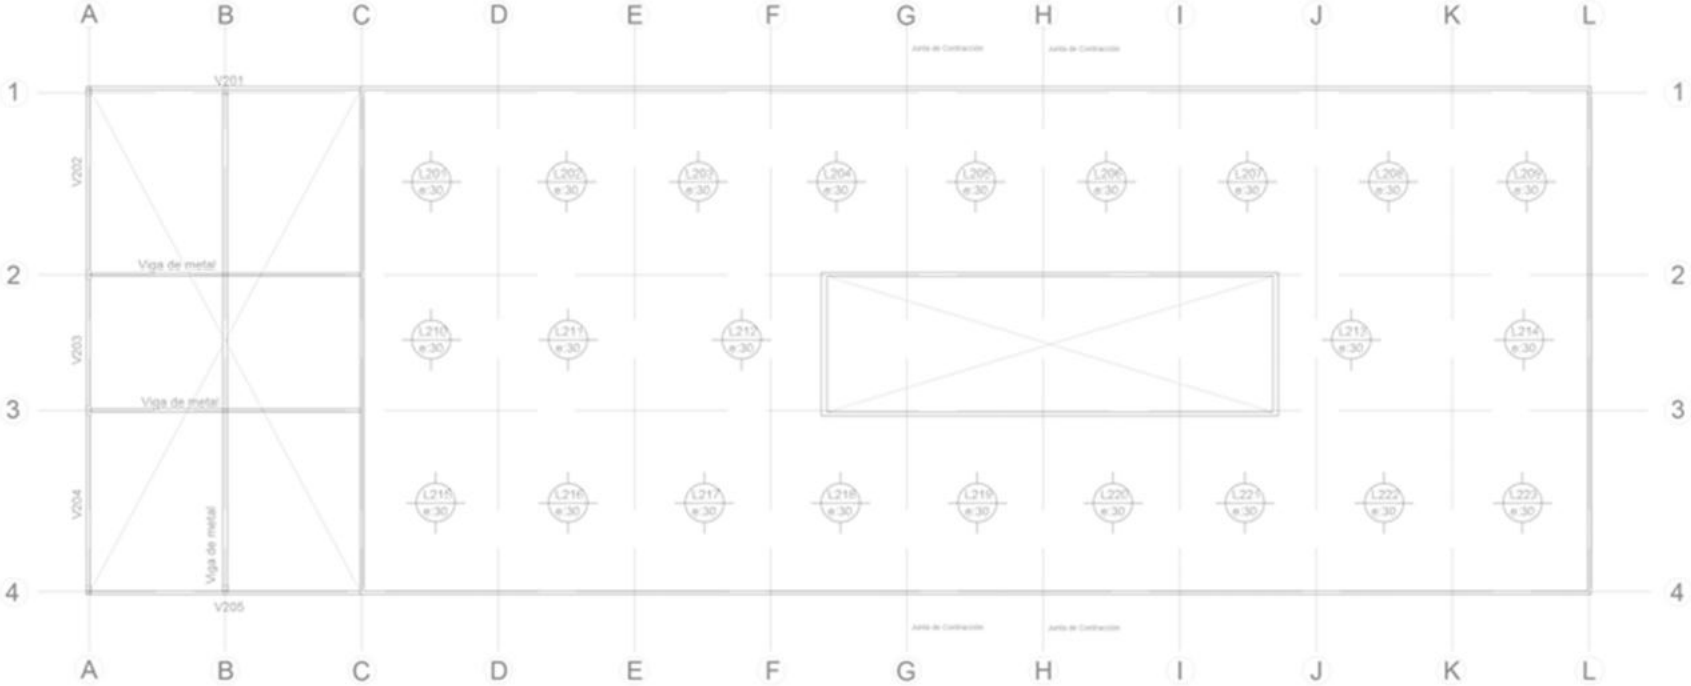 A B C D E F G H I J K L
Junta de Contracción Junta de Contracción
V201
1 1
V202
L201 L202 L203 L204 L205 L206 L207 L208 L209
e:30 e:30 e:30 e:30 e:30 e:30 e:30 e:30 e:30
Viga de metal
2 2
V203
L210 L211 L212 L213 L214
e:30 e:30 e:30 e:30 e:30
Viga de metal
3 3
V204
L215 L216 L217 L218 L219 L220 L221 L222 L223
e:30 e:30 e:30 e:30 e:30 e:30 e:30 e:30 e:30
Viga de metal
4 4
V205
Junta de Contracción Junta de Contracción
A B C D E F G H I J K L